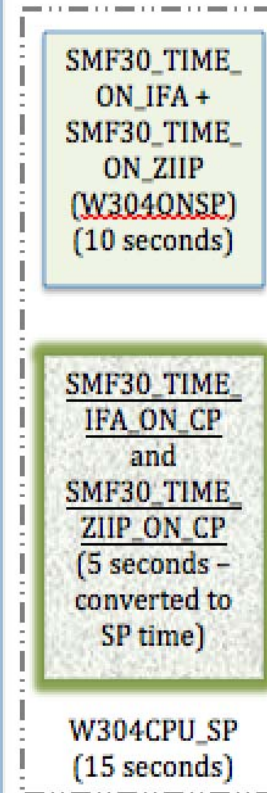 SMF30_TIME_
ON_IFA +
SMF30_TIME_
ON_ZIIP
(W304ONSP)
(10 seconds)
SMF30_TIME_
IFA_ON_CP
and
SMF30_TIME_
ZIIP_ON_CP
(5 seconds –
converted to
SP time)
W304CPU_SP
(15 seconds)